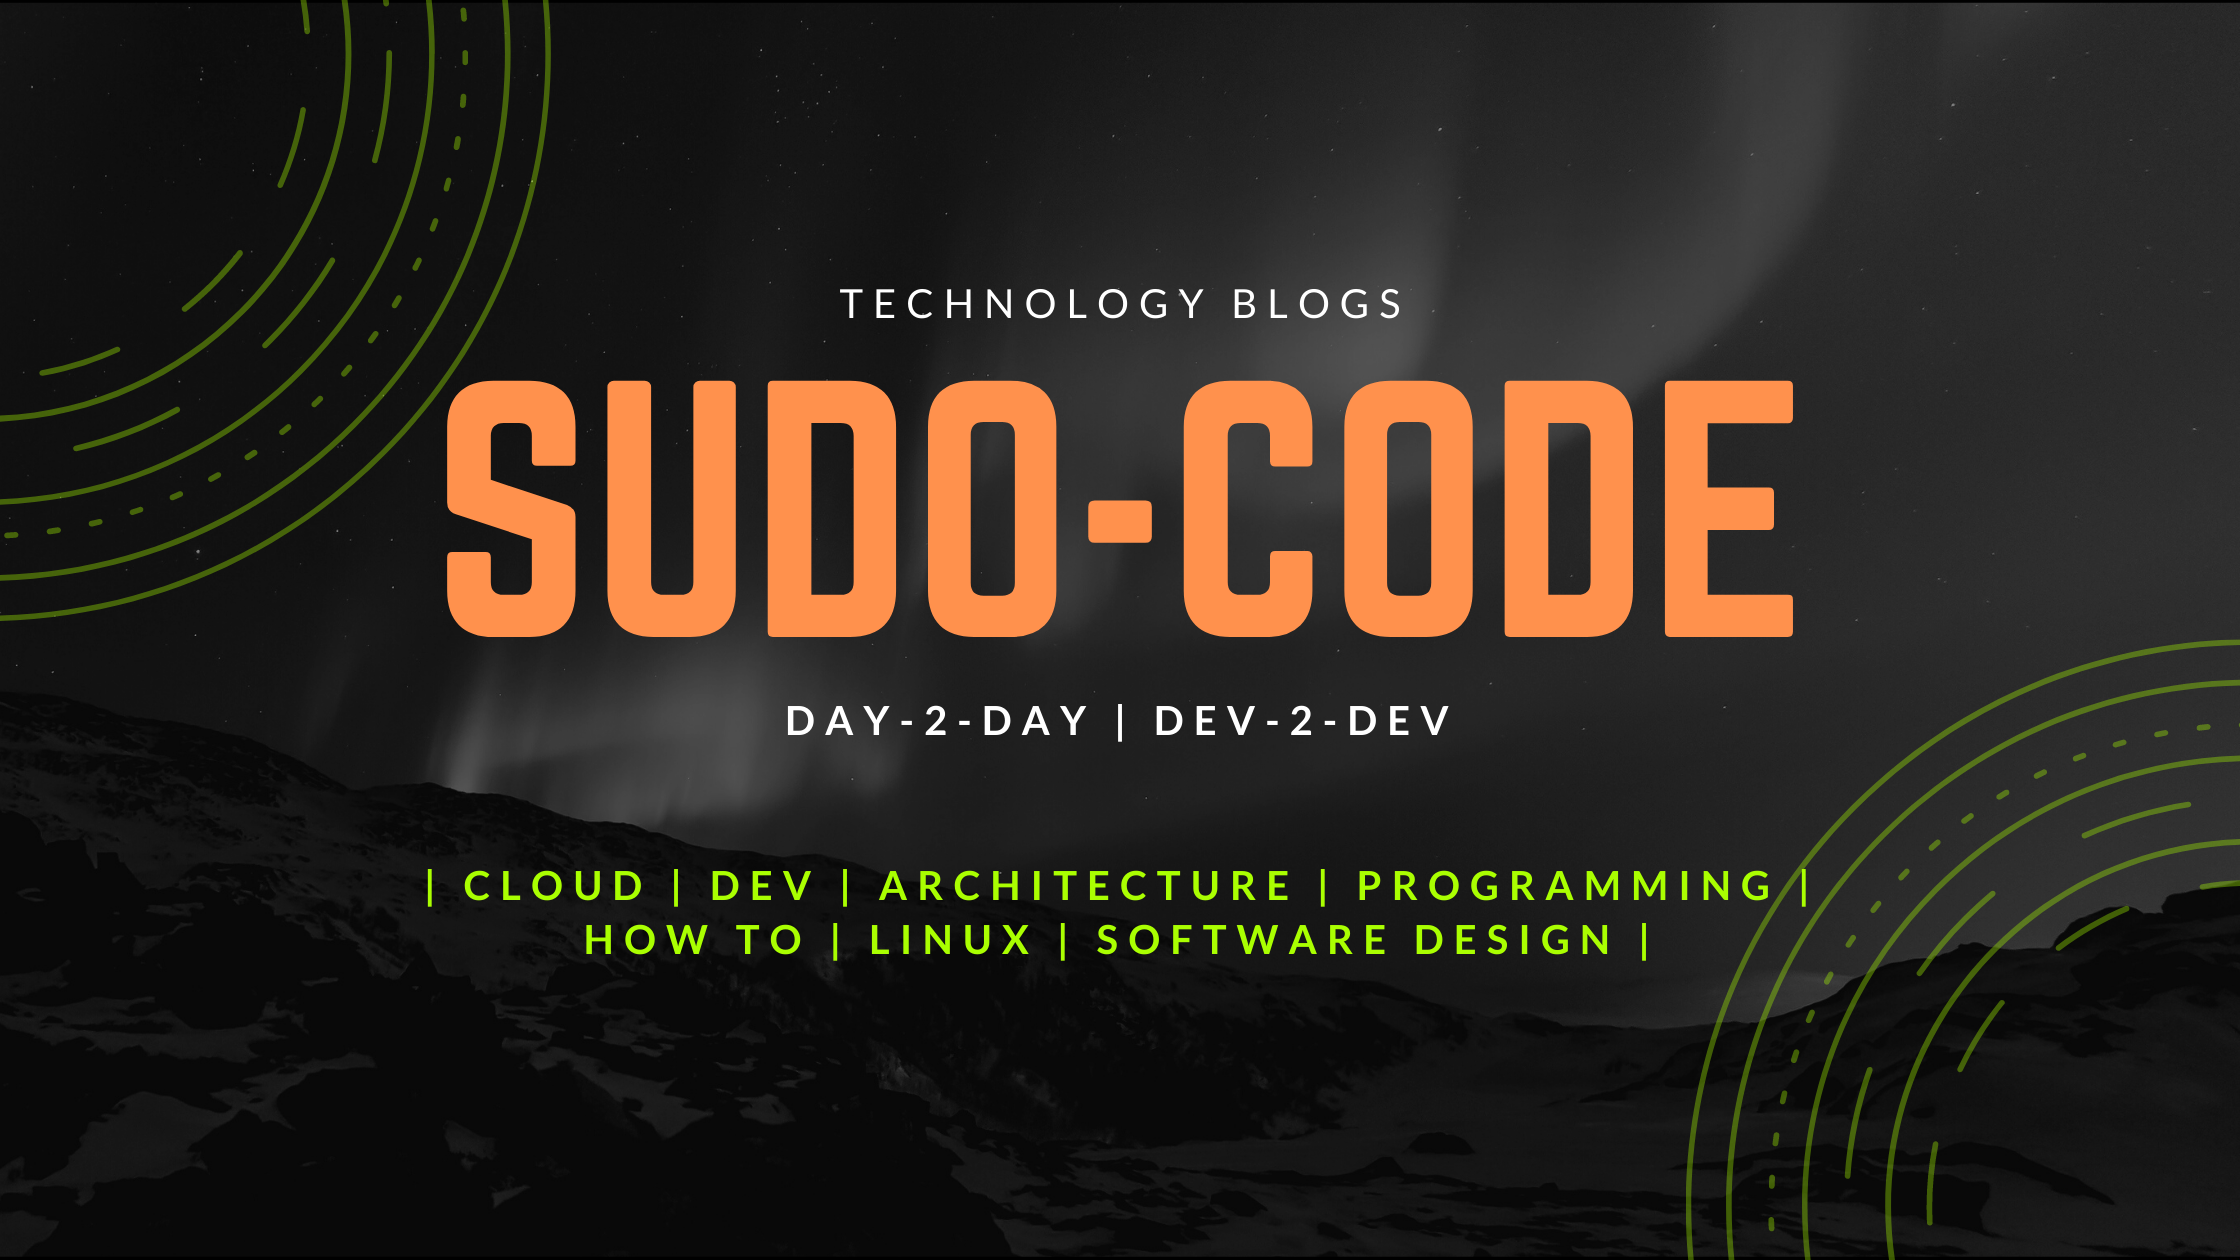 TECHNOLOGY BLOGS
SUDO-CODE
DAY-2-DAY | DEV-2-DEV
| CLOUD | DEV | ARCHITECTURE | PROGRAMMING |
HOW TO | LINUX | SOFTWARE DESIGN |